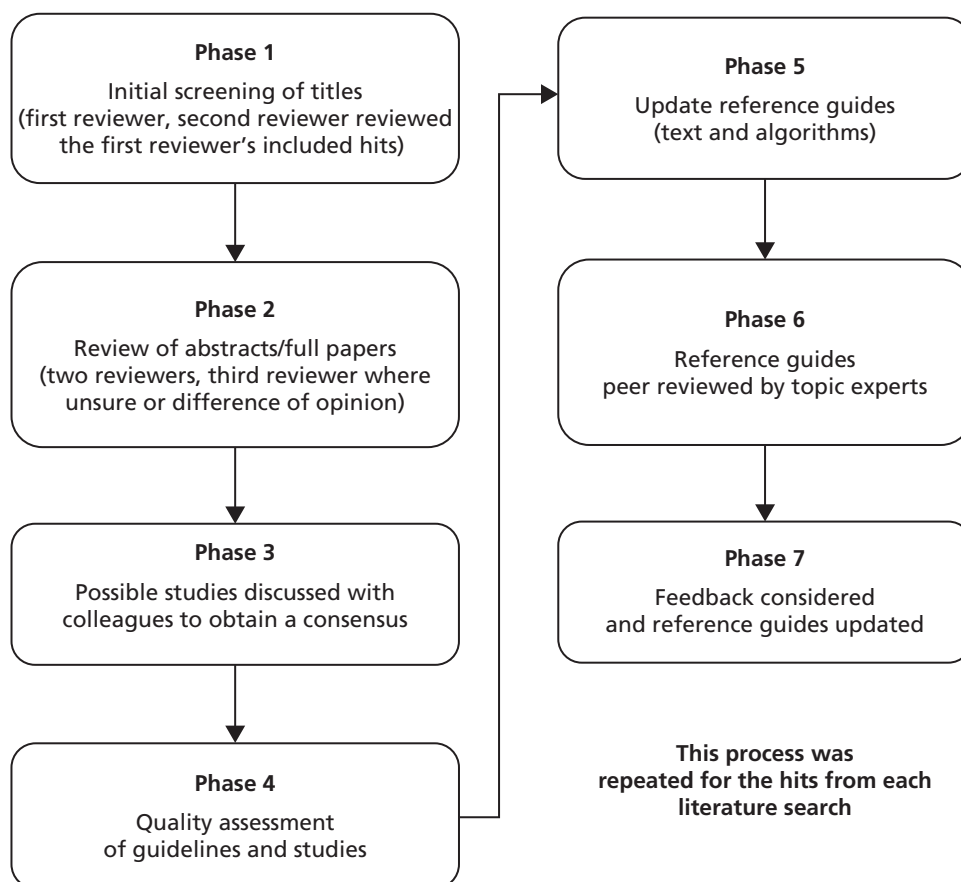 Phase 1
Initial screening of titles
(first reviewer, second reviewer reviewed
the first reviewer’s included hits)
Phase 2
Review of abstracts/full papers
(two reviewers, third reviewer where
unsure or difference of opinion)
Phase 3
Possible studies discussed with
colleagues to obtain a consensus
Phase 4
Quality assessment
of guidelines and studies
Phase 5
Update reference guides
(text and algorithms)
Phase 6
Reference guides
peer reviewed by topic experts
Phase 7
Feedback considered
and reference guides updated
This process was
repeated for the hits from each
literature search